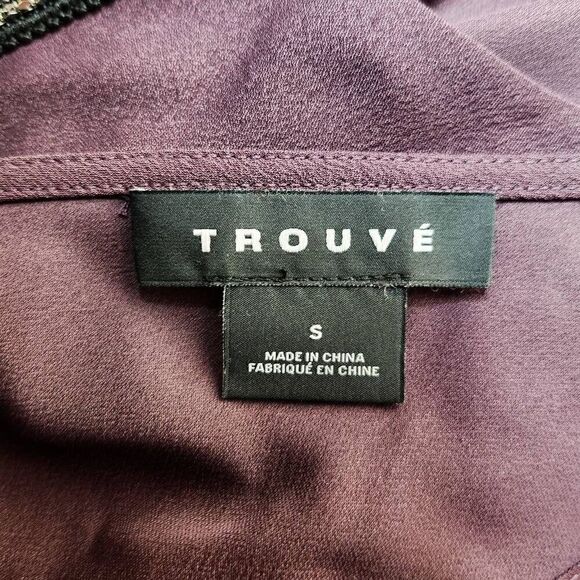 TROUVÉ
S
MADE IN CHINA
FABRIQUÉ EN CHINE